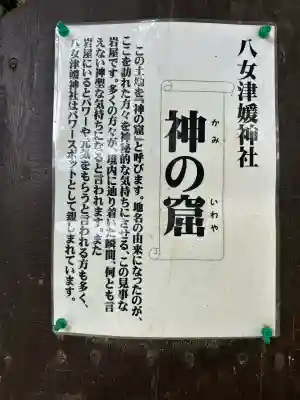 八女津媛神社
神の窟
かみ
いわや
この土地を「神の窟」と呼びます。地名の由来になったのが、
ここを訪れた方々を神秘的な気持ちにさせる、この見事な
岩屋です。多くの方々が、境内に辿り着いた瞬間、何とも言
えない神聖な気持ちになると言われます。また
岩屋にいるとパワーや元気をもらうと言われる方も多く、
八女津媛神社はパワースポットとして親しまれています。